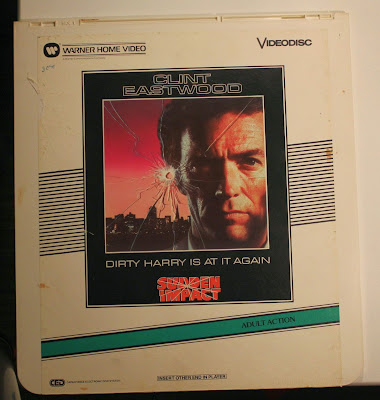 WARNER HOME VIDEO
VIDEODISC
CLINT
EASTWOOD
DIRTY HARRY IS AT IT AGAIN
SUDDEN
IMPACT
ADULT ACTION
CED
INSERT OTHER END IN PLAYER